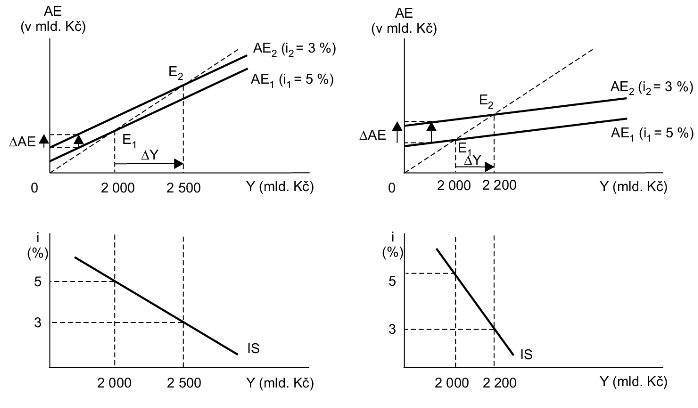 AE
(v mld. Kč)
AE₂ (i₂ = 3 %)
E₂
AE₁ (i₁ = 5 %)
ΔAE
E₁
ΔY
0
2 000
2 500
Y (mld. Kč)
AE
(v mld. Kč)
AE₂ (i₂ = 3 %)
E₂
AE₁ (i₁ = 5 %)
ΔAE
E₁
ΔY
0
2 000
2 200
Y (mld. Kč)
i
(%)
5
3
IS
2 000
2 500
Y (mld. Kč)
i
(%)
5
3
IS
2 000
2 200
Y (mld. Kč)